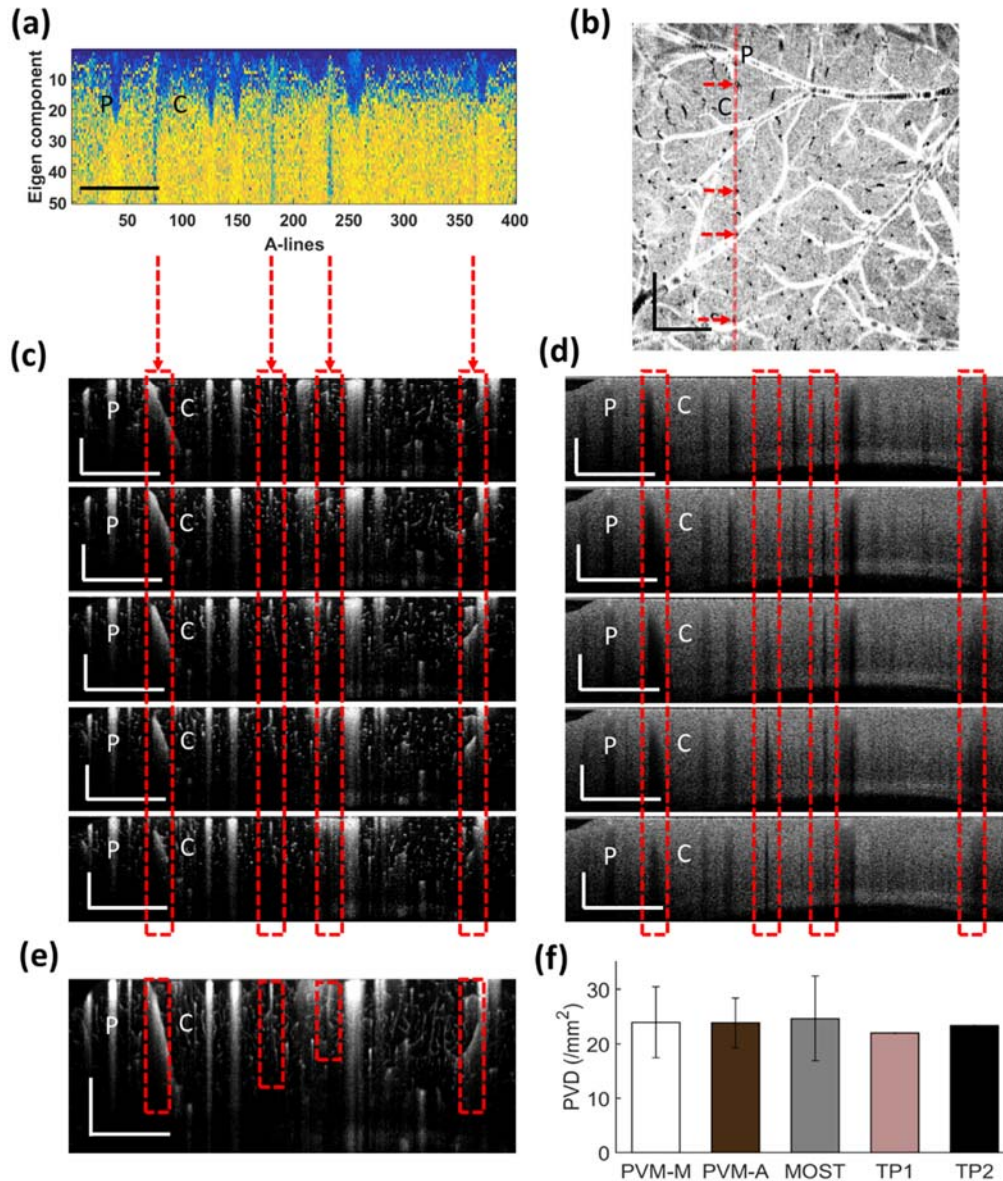 (a)
Eigen component
10
20
30
40
50
P
C
50
100
150
200
250
300
350
400
A-lines
(b)
P
C
(c)
P
C
P
C
P
C
P
C
P
C
(d)
P
C
P
C
P
C
P
C
P
C
(e)
P
C
(f)
PVD (/mm²)
30
20
10
0
PVM-M
PVM-A
MOST
TP1
TP2